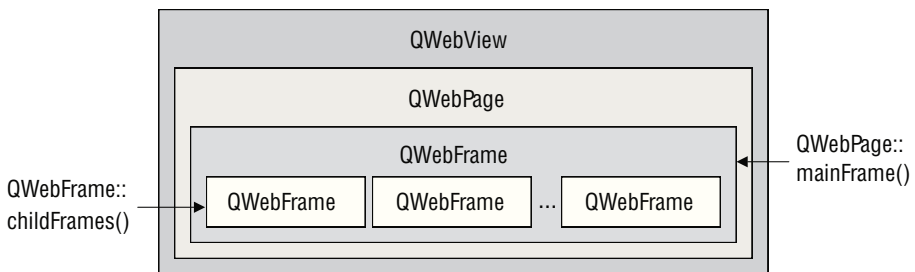 QWebView
QWebPage
QWebFrame
QWebPage::
mainFrame()
QWebFrame::
childFrames()
QWebFrame QWebFrame ... QWebFrame